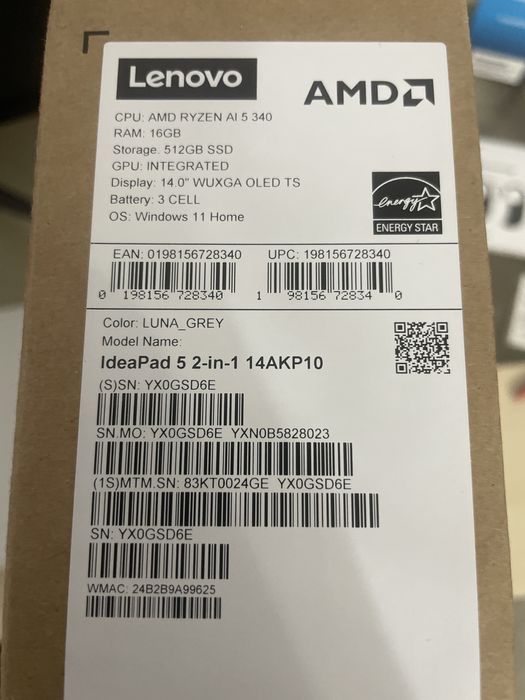 Lenovo
AMD
CPU: AMD RYZEN AI 5 340
RAM: 16GB
Storage: 512GB SSD
GPU: INTEGRATED
Display: 14.0" WUXGA OLED TS
Battery: 3 CELL
OS: Windows 11 Home
energy
ENERGY STAR
EAN: 0198156728340 UPC: 198156728340
0 198156 728340 1 98156 72834 0
Color: LUNA_GREY
Model Name:
IdeaPad 5 2-in-1 14AKP10
(S)SN: YX0GSD6E
SN.MO: YX0GSD6E YXN0B5828023
(1S)MTM.SN: 83KT0024GE YX0GSD6E
SN: YX0GSD6E
WMAC: 24B2B9A99625